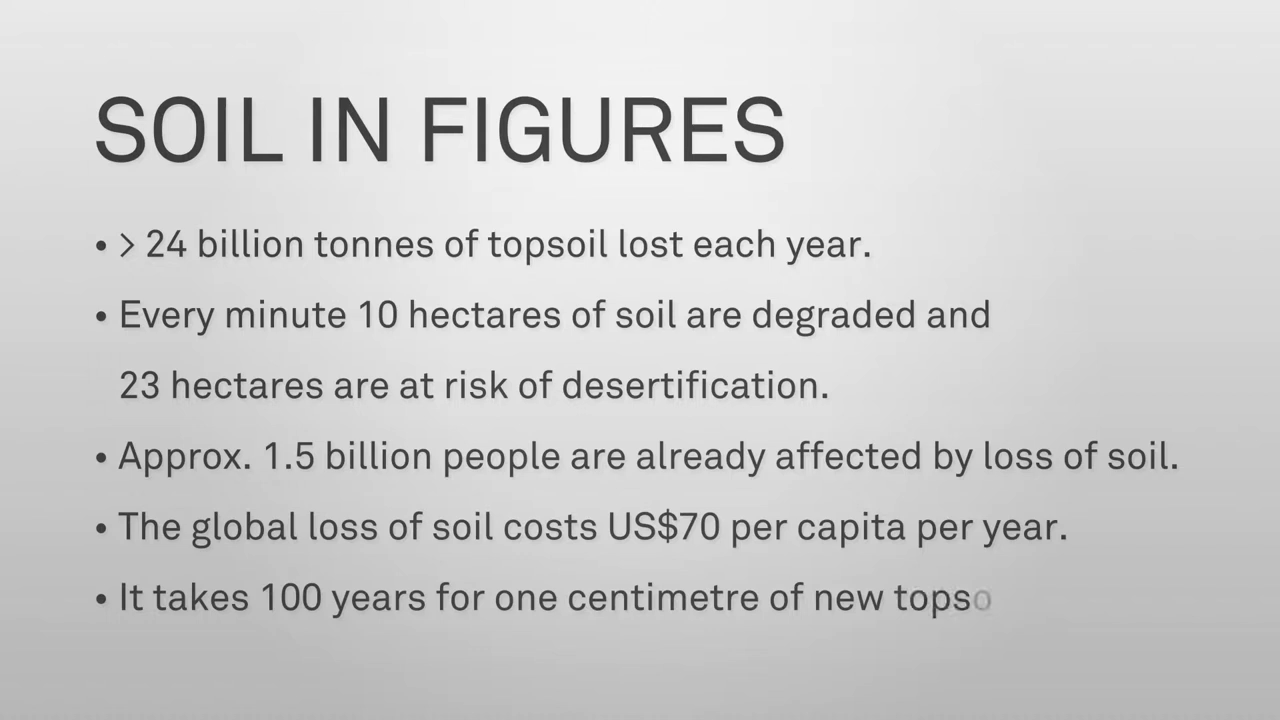 SOIL IN FIGURES
• > 24 billion tonnes of topsoil lost each year.
• Every minute 10 hectares of soil are degraded and
23 hectares are at risk of desertification.
• Approx. 1.5 billion people are already affected by loss of soil.
• The global loss of soil costs US$70 per capita per year.
• It takes 100 years for one centimetre of new topso